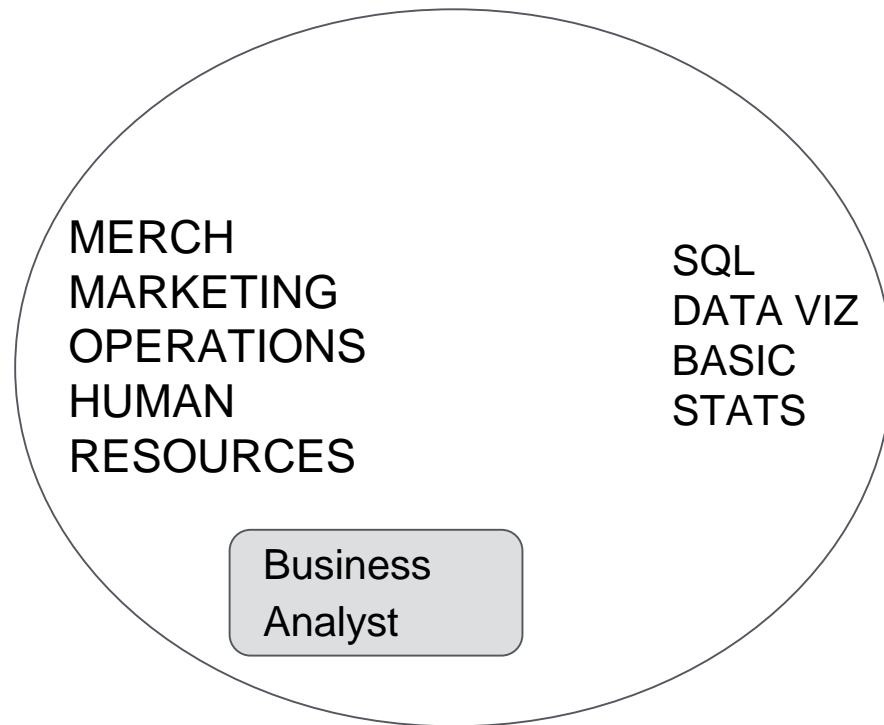 MERCH
MARKETING
OPERATIONS
HUMAN
RESOURCES
SQL
DATA VIZ
BASIC
STATS
Business
Analyst